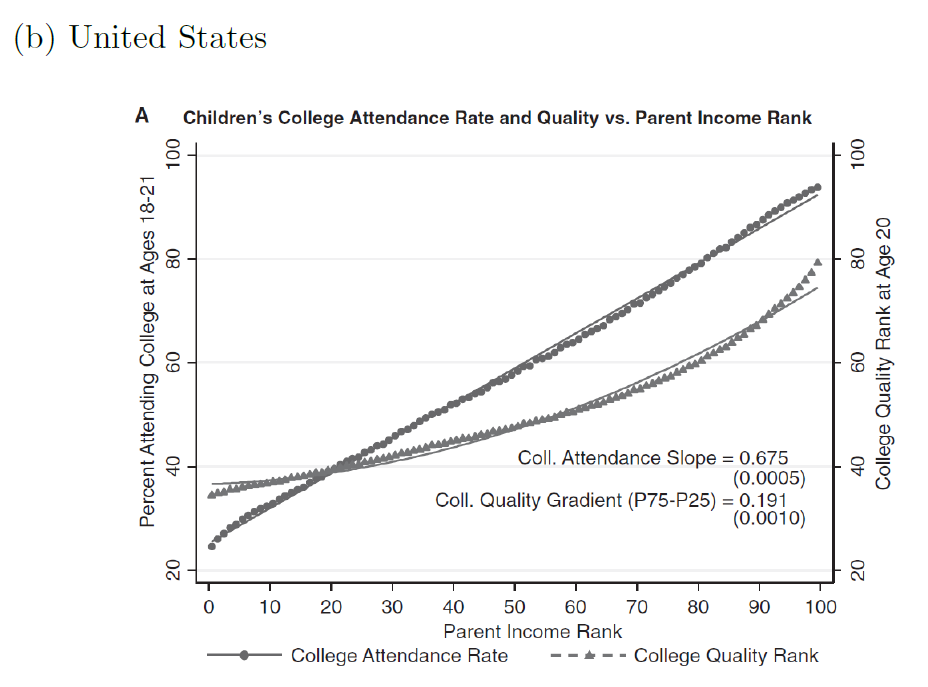 (b) United States
A Children's College Attendance Rate and Quality vs. Parent Income Rank
Percent Attending College at Ages 18-21
100
80
60
40
20
100
80
60
40
20
College Quality Rank at Age 20
Coll. Attendance Slope = 0.675
(0.0005)
Coll. Quality Gradient (P75-P25) = 0.191
(0.0010)
0 10 20 30 40 50 60 70 80 90 100
Parent Income Rank
College Attendance Rate College Quality Rank